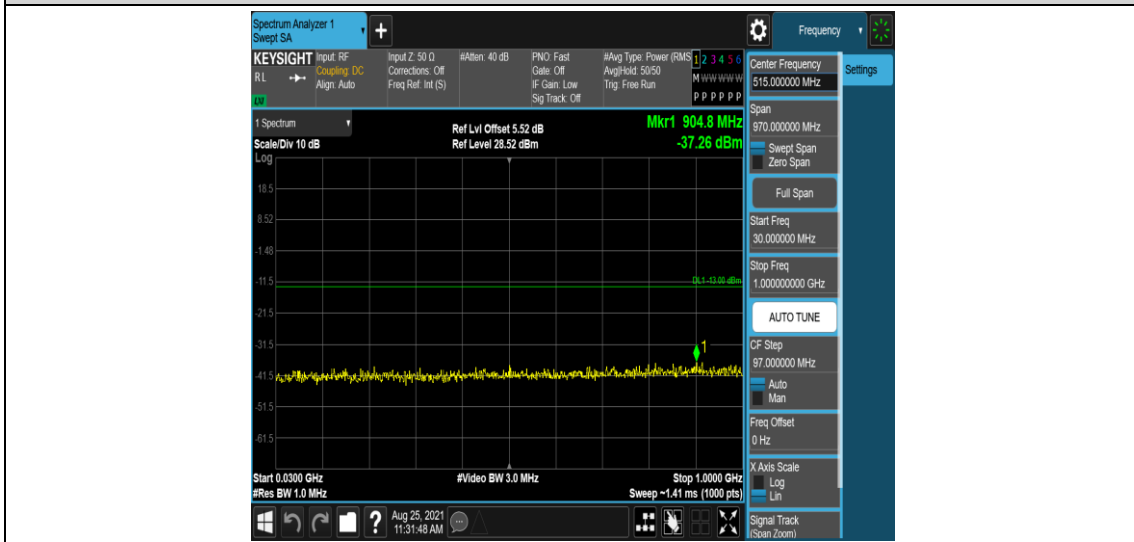 Spectrum Analyzer 1
Swept SA
Frequency
KEYSIGHT
RL
Input: RF
Coupling: DC
Align: Auto
Input Z: 50 Ω
Corrections: Off
Freq Ref: Int (S)
#Atten: 40 dB
PNO: Fast
Gate: Off
IF Gain: Low
Sig Track: Off
#Avg Type: Power (RMS
Avg|Hold: 50/50
Trig: Free Run
1 2 3 4 5 6
M W W W W W
P P P P P P
1 Spectrum
Scale/Div 10 dB
Log
Ref Lvl Offset 5.52 dB
Ref Level 28.52 dBm
Mkr1 904.8 MHz
-37.26 dBm
18.5
8.52
-1.48
-11.5
DL1 -13.00 dBm
-21.5
-31.5
1
-41.5
-51.5
-61.5
Start 0.0300 GHz
#Res BW 1.0 MHz
#Video BW 3.0 MHz
Stop 1.0000 GHz
Sweep ~1.41 ms (1000 pts)
?
Aug 25, 2021
11:31:48 AM
Center Frequency
515.000000 MHz
Settings
Span
970.000000 MHz
Swept Span
Zero Span
Full Span
Start Freq
30.000000 MHz
Stop Freq
1.000000000 GHz
AUTO TUNE
CF Step
97.000000 MHz
Auto
Man
Freq Offset
0 Hz
X Axis Scale
Log
Lin
Signal Track
(Span Zoom)